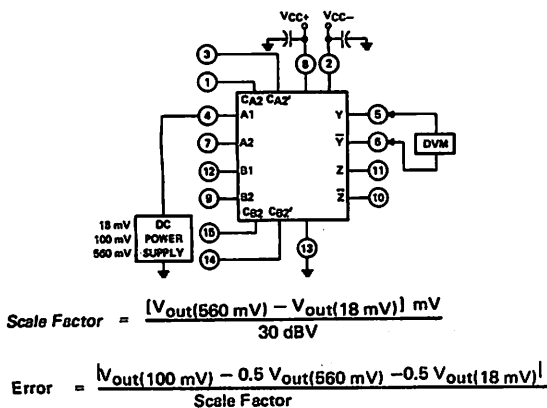 VCC+ VCC−
3 8 2
1
CA2 CA2'
4 A1 Y 5
7 A2 Y̅ 6 DVM
12 B1 Z 11
9 B2 Z̅ 10
CB2 CB2'
15
14
13
18 mV
100 mV
560 mV
DC
POWER
SUPPLY
Scale Factor = [Vout(560 mV) − Vout(18 mV)] mV
30 dBV
Error = |Vout(100 mV) − 0.5 Vout(560 mV) −0.5 Vout(18 mV)|
Scale Factor